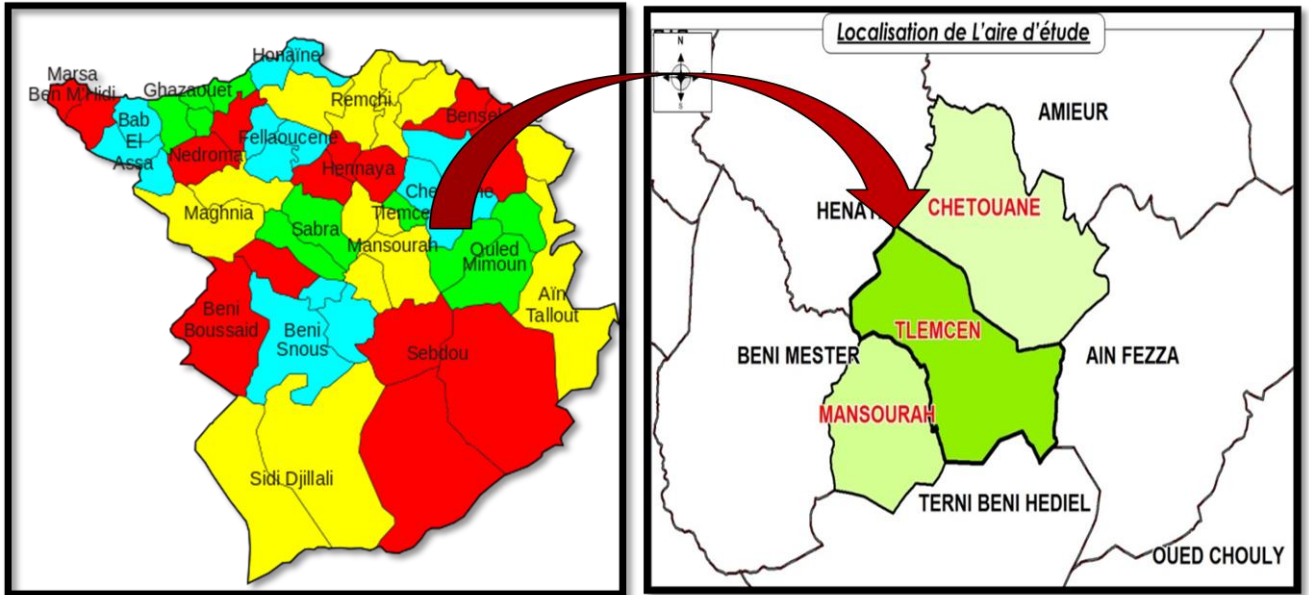 Honaïne
Marsa
Ben M'Hidi
Ghazaouet
Remchi
Bab
El
Assa
Fellaoucene
Nedroma
Hennaya
Maghnia
Sabra
Mansourah
Ouled
Mimoun
Aïn
Tallout
Beni
Boussaid
Beni
Snous
Sebdou
Sidi Djillali
Localisation de L'aire d'étude
N
S
AMIEUR
CHETOUANE
TLEMCEN
BENI MESTER
AIN FEZZA
MANSOURAH
TERNI BENI HEDIEL
OUED CHOULY